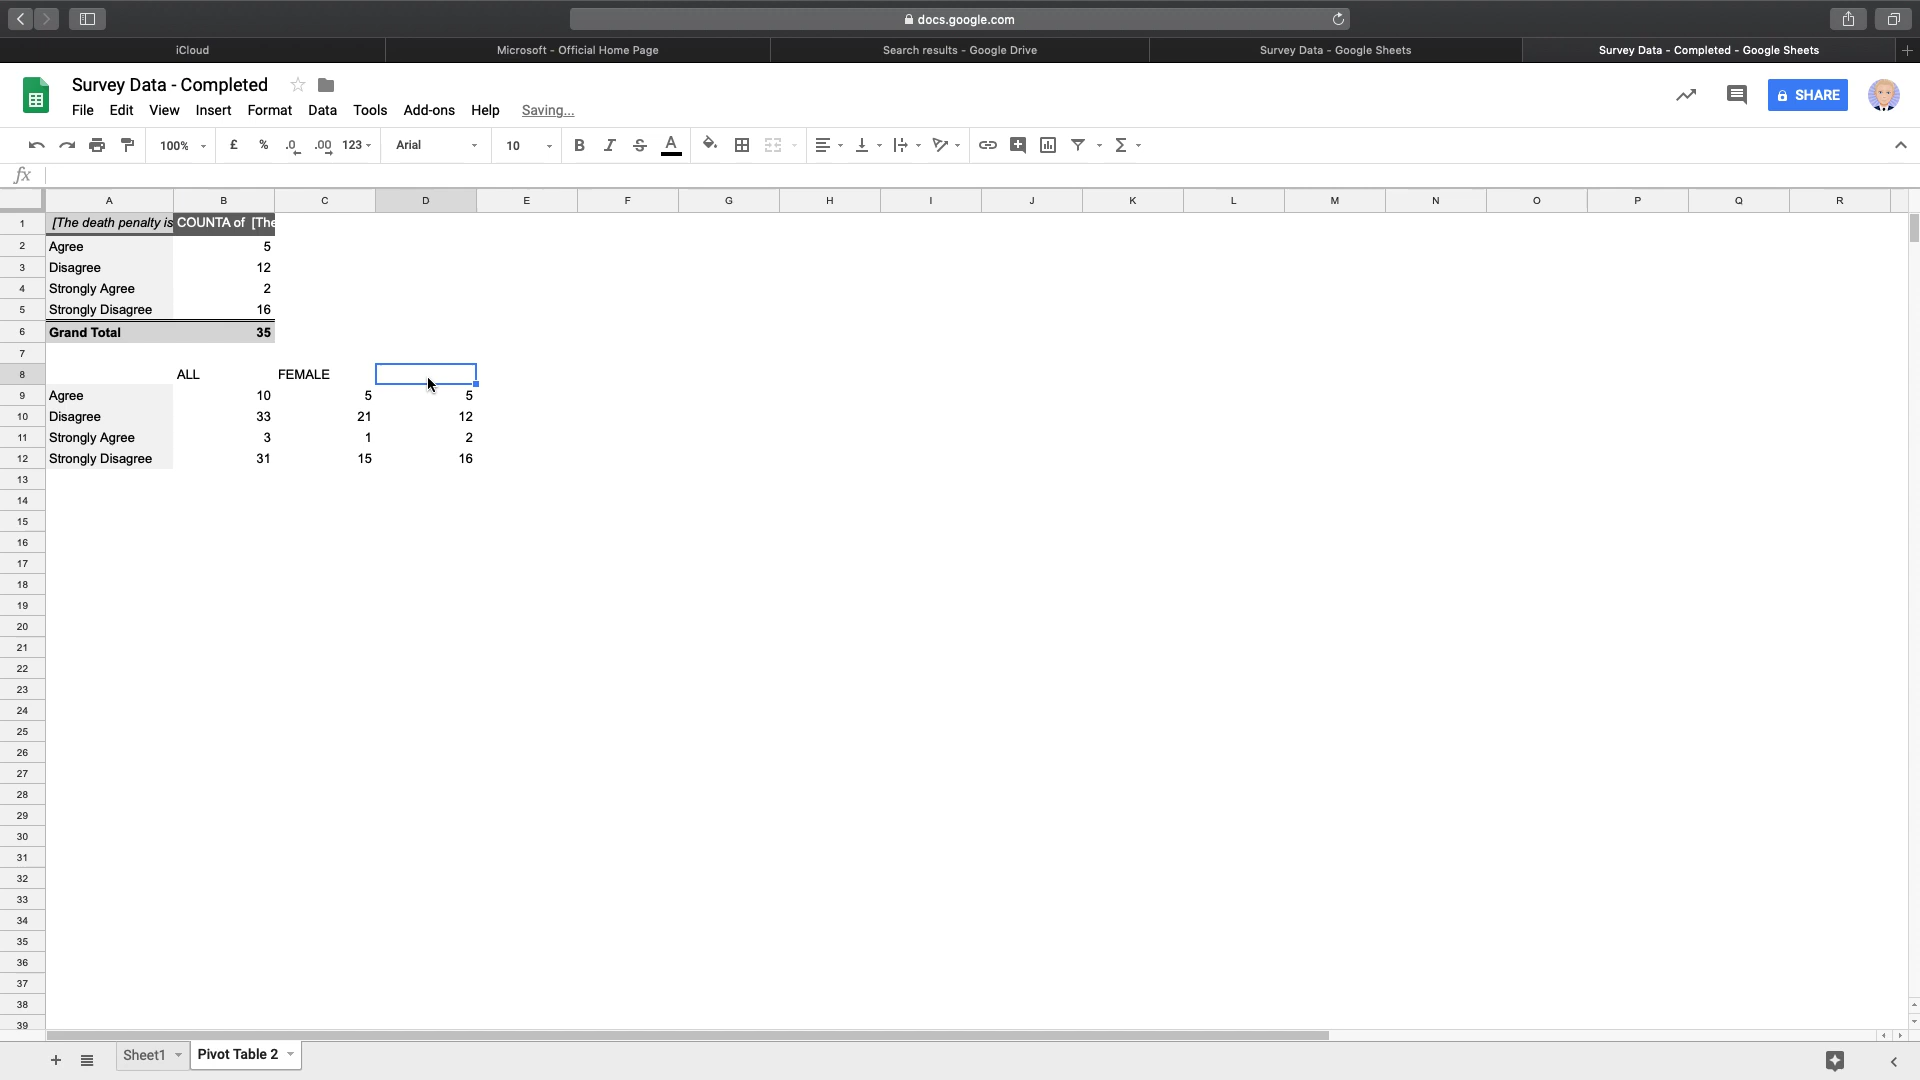 docs.google.com
iCloud
Microsoft - Official Home Page
Search results - Google Drive
Survey Data - Google Sheets
Survey Data - Completed - Google Sheets
Survey Data - Completed
File Edit View Insert Format Data Tools Add-ons Help Saving...
SHARE
100% £ % .0 .00 123 Arial 10 B I S A
fx
A B C D E F G H I J K L M N O P Q R
1 [The death penalty is COUNTA of [The
2 Agree 5
3 Disagree 12
4 Strongly Agree 2
5 Strongly Disagree 16
6 Grand Total 35
7
8 ALL FEMALE
9 Agree 10 5 5
10 Disagree 33 21 12
11 Strongly Agree 3 1 2
12 Strongly Disagree 31 15 16
13
14
15
16
17
18
19
20
21
22
23
24
25
26
27
28
29
30
31
32
33
34
35
36
37
38
39
Sheet1 Pivot Table 2